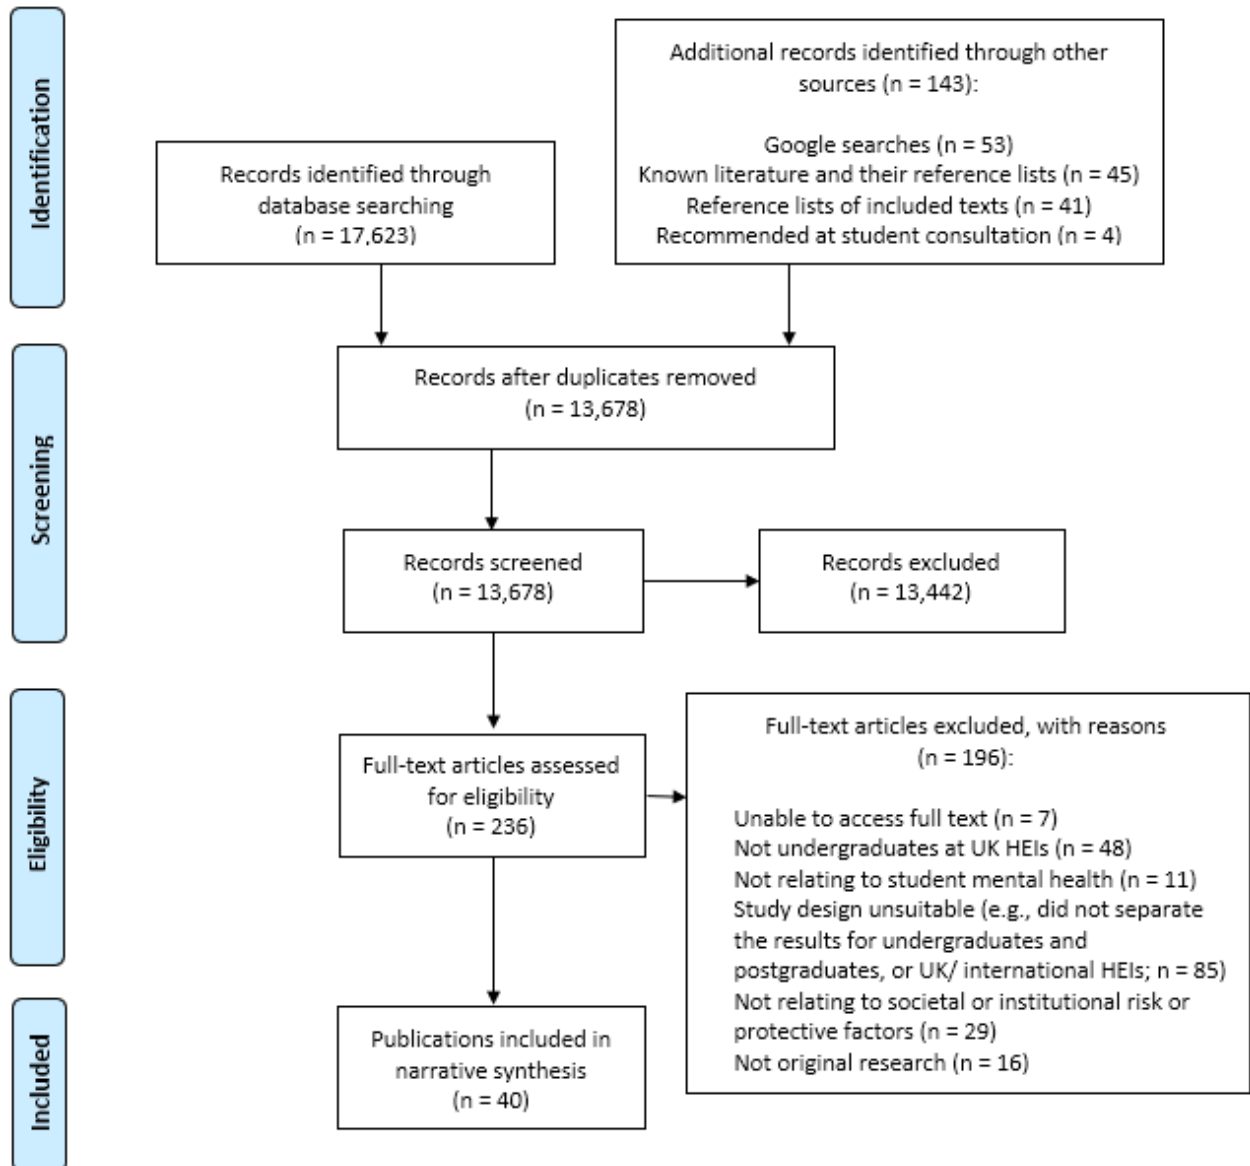 Identification
Additional records identified through other
sources (n = 143):
Google searches (n = 53)
Known literature and their reference lists (n = 45)
Reference lists of included texts (n = 41)
Recommended at student consultation (n = 4)
Records identified through
database searching
(n = 17,623)
Screening
Records after duplicates removed
(n = 13,678)
Records screened
(n = 13,678)
Records excluded
(n = 13,442)
Eligibility
Full-text articles assessed
for eligibility
(n = 236)
Full-text articles excluded, with reasons
(n = 196):
Unable to access full text (n = 7)
Not undergraduates at UK HEIs (n = 48)
Not relating to student mental health (n = 11)
Study design unsuitable (e.g., did not separate
the results for undergraduates and
postgraduates, or UK/ international HEIs; n = 85)
Not relating to societal or institutional risk or
protective factors (n = 29)
Not original research (n = 16)
Included
Publications included in
narrative synthesis
(n = 40)